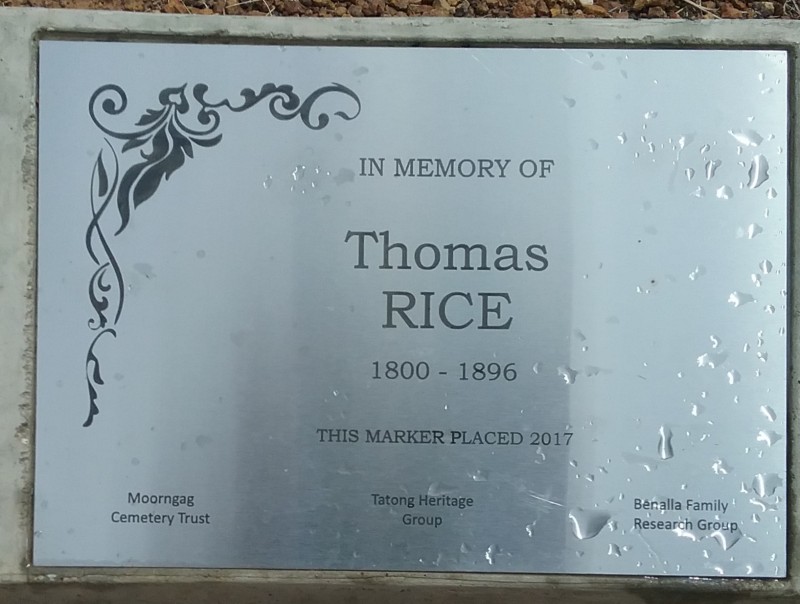 IN MEMORY OF
Thomas
RICE
1800 - 1896
THIS MARKER PLACED 2017
Moorngag
Cemetery Trust
Tatong Heritage
Group
Benalla Family
Research Group